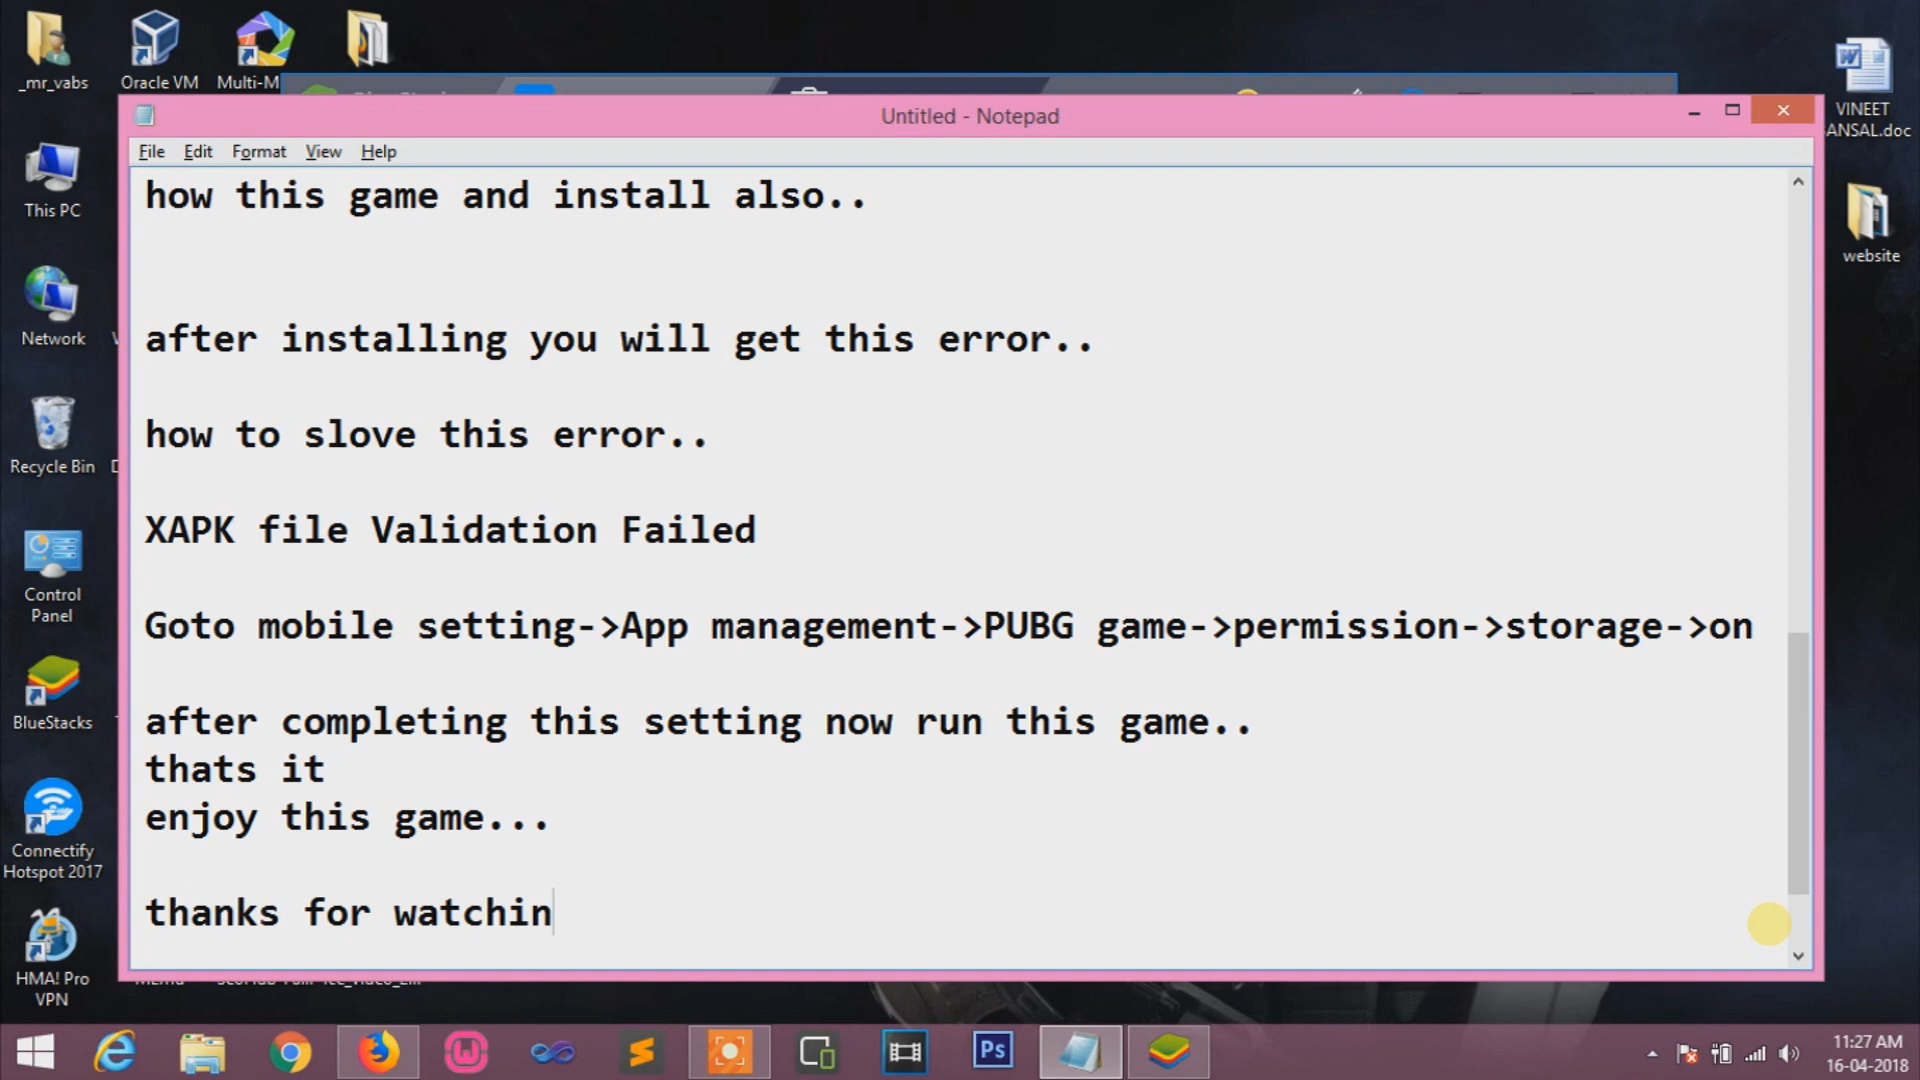 _mr_vabs
Oracle VM
Multi-M
VINEET
ANSAL.doc
Untitled - Notepad
File Edit Format View Help
how this game and install also..
after installing you will get this error..
how to slove this error..
XAPK file Validation Failed
Goto mobile setting->App management->PUBG game->permission->storage->on
after completing this setting now run this game..
thats it
enjoy this game...
thanks for watchin
This PC
Network
Recycle Bin
Control
Panel
BlueStacks
Connectify
Hotspot 2017
HMA! Pro
VPN
website
Ps
11:27 AM
16-04-2018